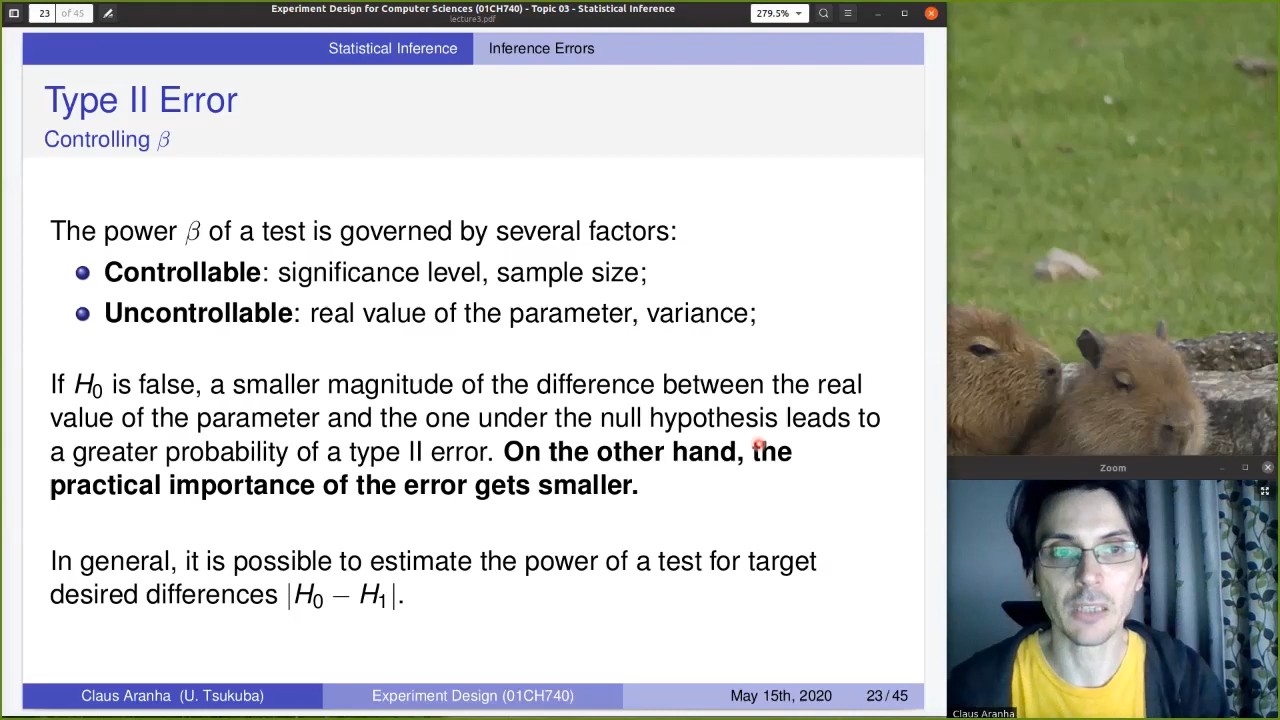 23 of 45
Experiment Design for Computer Sciences (01CH740) - Topic 03 - Statistical Inference
lecture3.pdf
279.5%
Statistical Inference
Inference Errors
Type II Error
Controlling β
The power β of a test is governed by several factors:
Controllable: significance level, sample size;
Uncontrollable: real value of the parameter, variance;
If H0 is false, a smaller magnitude of the difference between the real
value of the parameter and the one under the null hypothesis leads to
a greater probability of a type II error. On the other hand, the
practical importance of the error gets smaller.
In general, it is possible to estimate the power of a test for target
desired differences |H0 − H1|.
Claus Aranha (U. Tsukuba)
Experiment Design (01CH740)
May 15th, 2020
23 / 45
Zoom
Claus Aranha